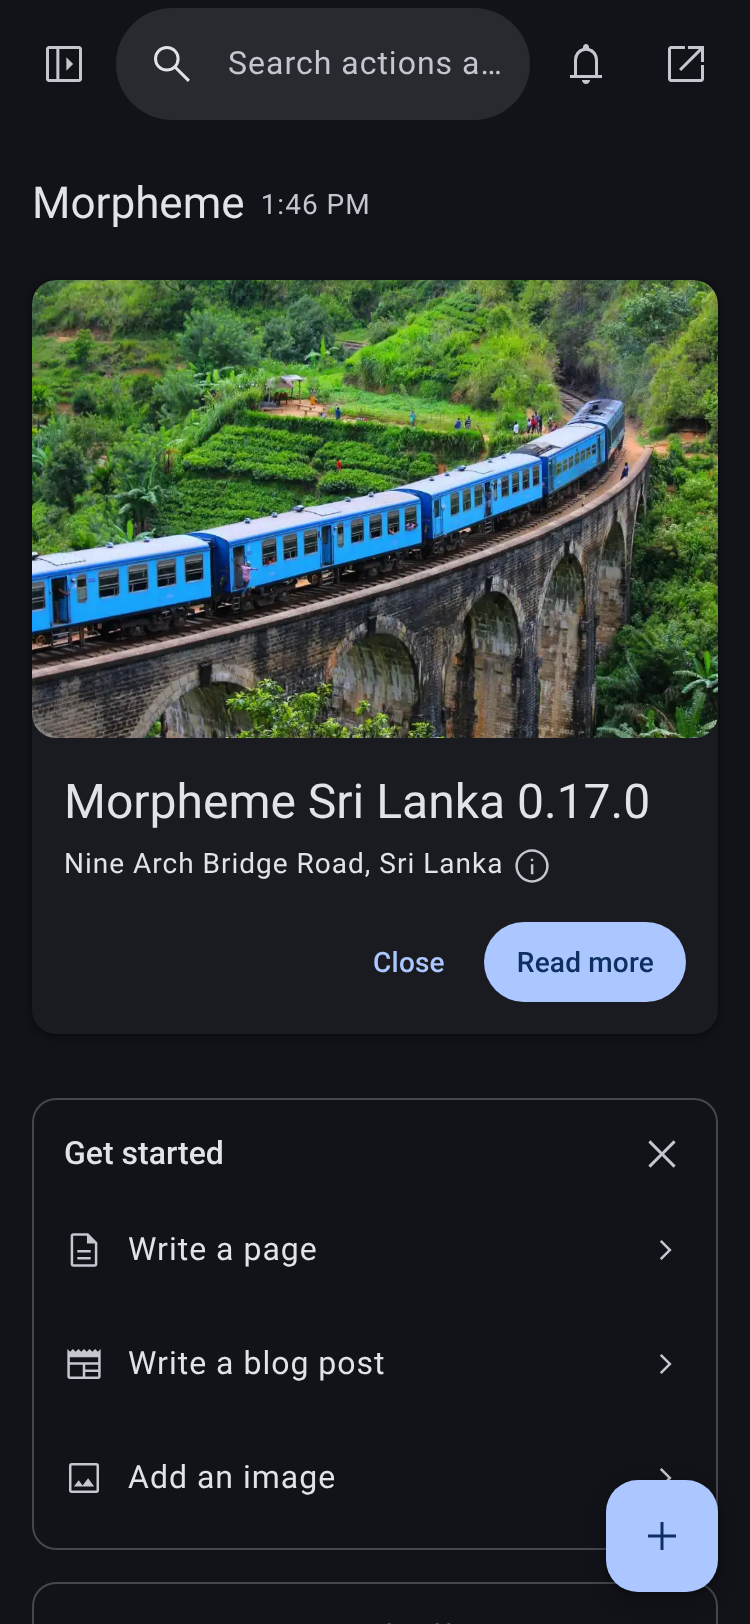 Search actions a…
Morpheme 1:46 PM
Morpheme Sri Lanka 0.17.0
Nine Arch Bridge Road, Sri Lanka
Close Read more
Get started
Write a page
Write a blog post
Add an image